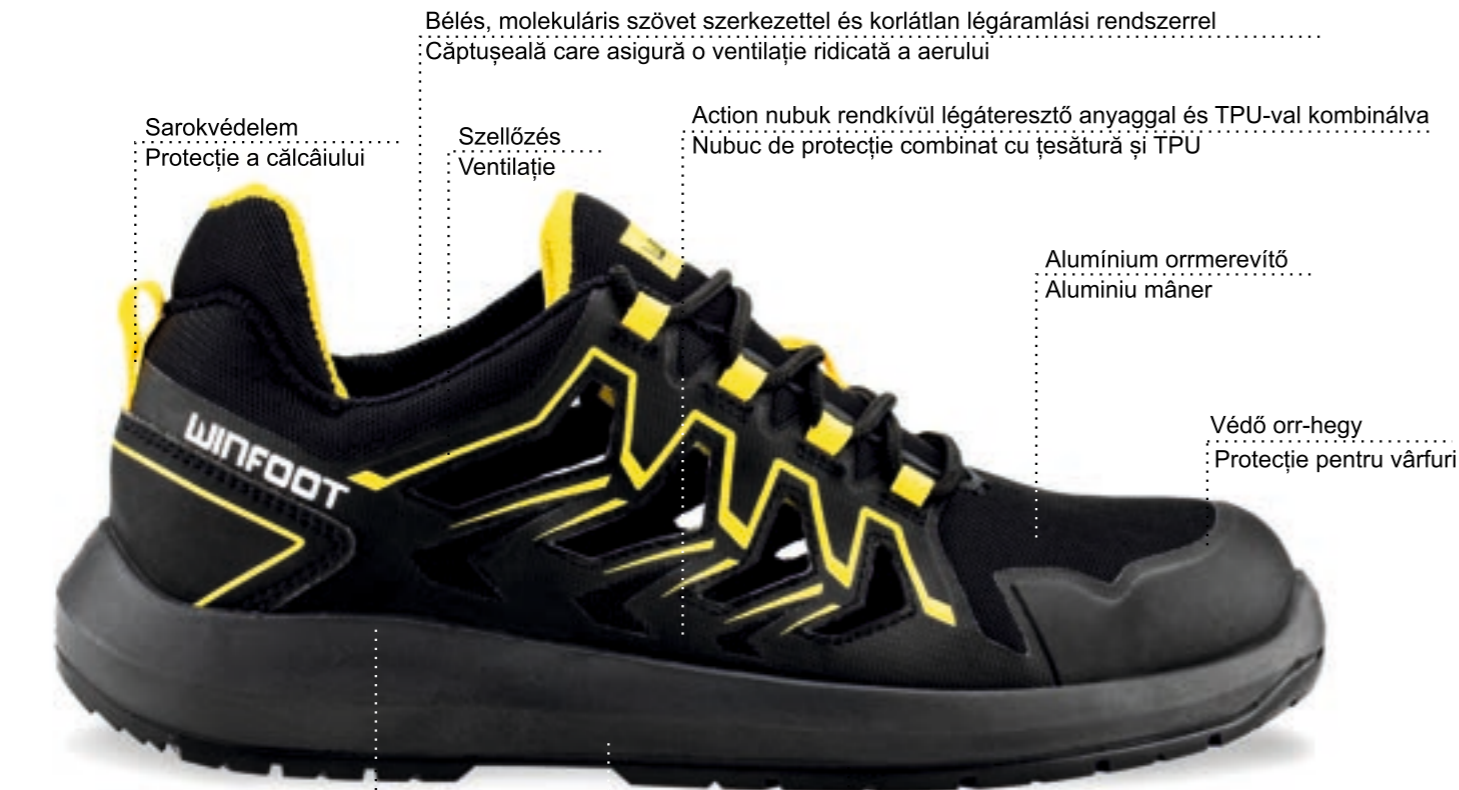 Bélés, molekuláris szövet szerkezettel és korlátlan légáramlási rendszerrel
Căptușeală care asigură o ventilație ridicată a aerului
Sarokvédelem
Protecție a călcâiului
Szellőzés
Ventilație
Action nubuk rendkívül légáteresztő anyaggal és TPU-val kombinálva
Nubuc de protecție combinat cu țesătură și TPU
Alumínium orrmerevítő
Aluminiu mâner
Védő orr-hegy
Protecție pentru vârfuri
WINFOOT